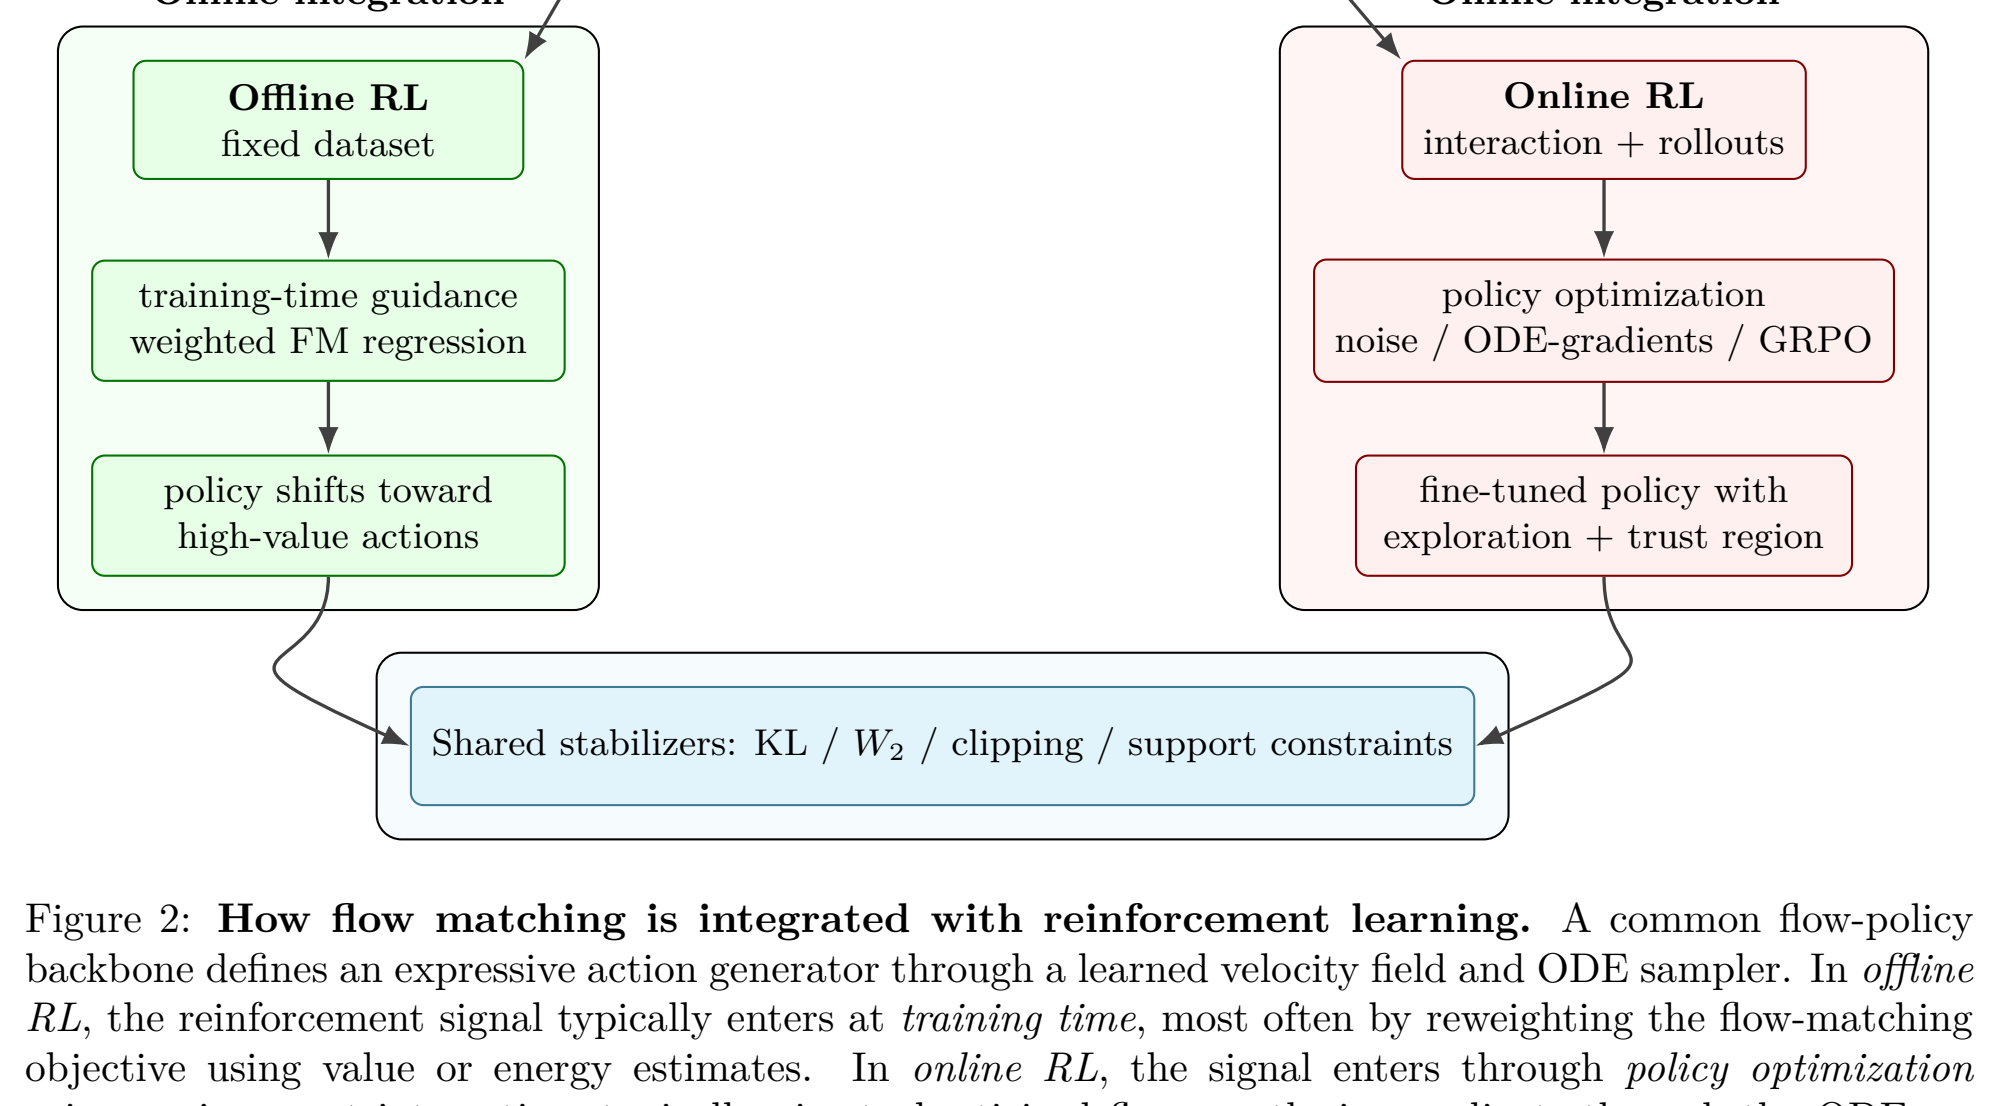 Online integration
Online integration
Offline RL
fixed dataset
training-time guidance
weighted FM regression
policy shifts toward
high-value actions
Online RL
interaction + rollouts
policy optimization
noise / ODE-gradients / GRPO
fine-tuned policy with
exploration + trust region
Shared stabilizers: KL / W₂ / clipping / support constraints
Figure 2: How flow matching is integrated with reinforcement learning. A common flow-policy
backbone defines an expressive action generator through a learned velocity field and ODE sampler. In offline
RL, the reinforcement signal typically enters at training time, most often by reweighting the flow-matching
objective using value or energy estimates. In online RL, the signal enters through policy optimization